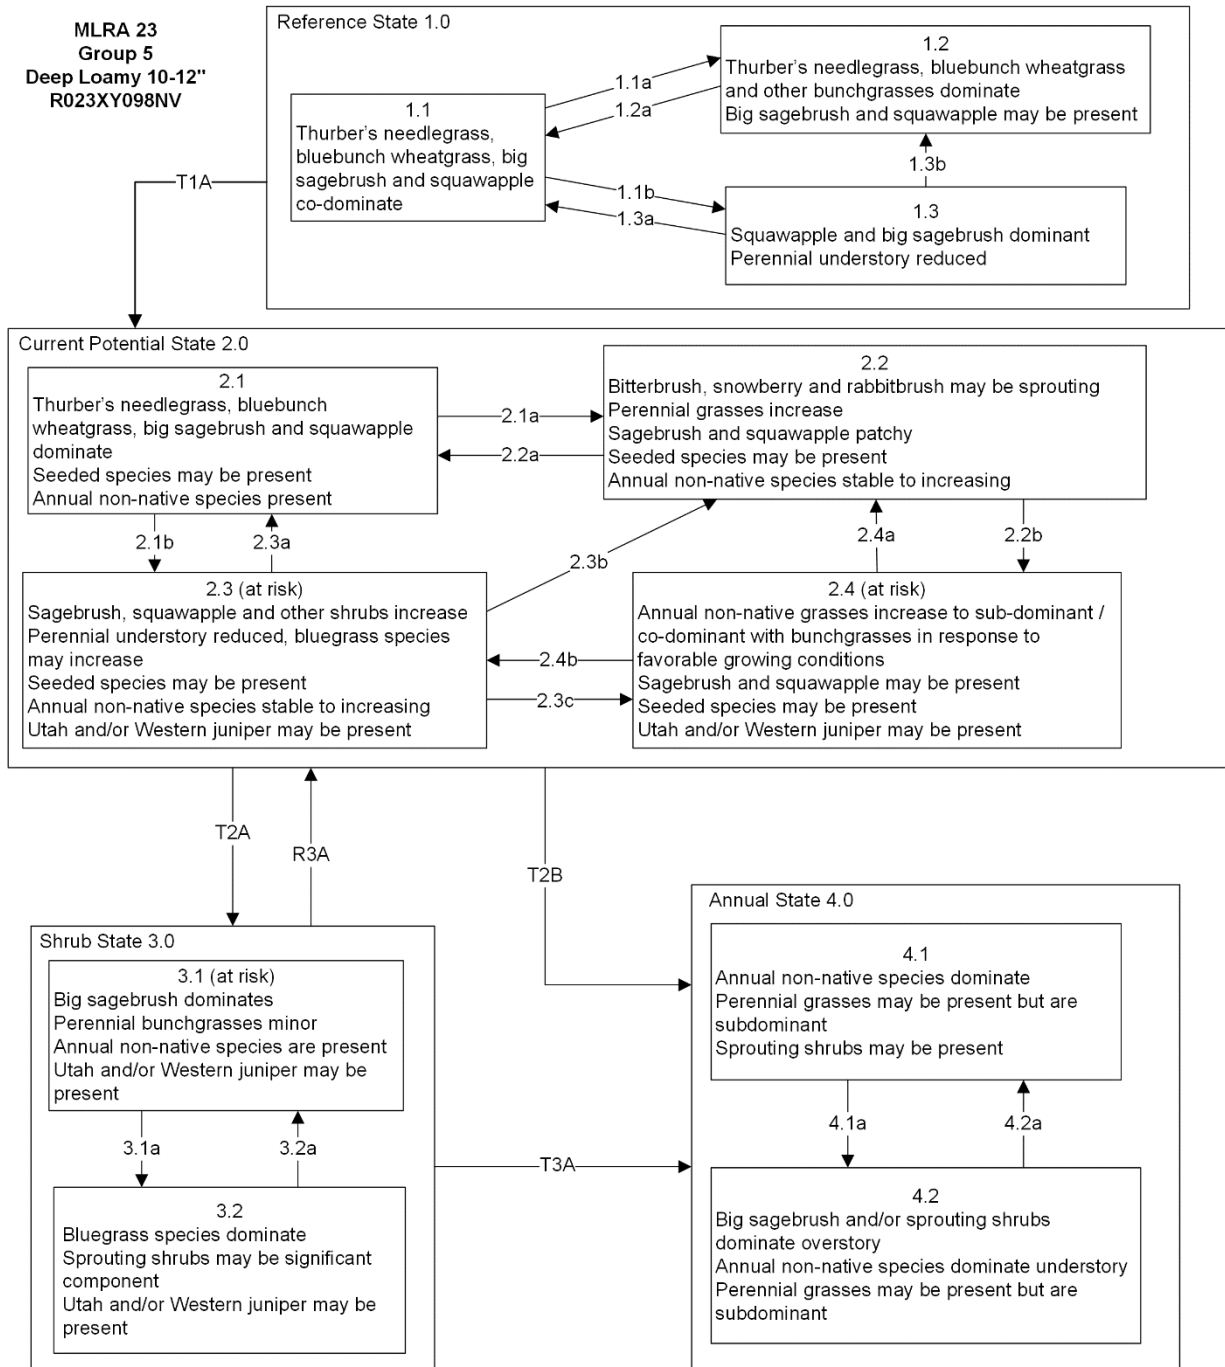 MLRA 23
Group 5
Deep Loamy 10-12"
R023XY098NV
Reference State 1.0
1.1
Thurber's needlegrass,
bluebunch wheatgrass, big
sagebrush and squawapple
co-dominate
1.1a
1.2a
1.2
Thurber's needlegrass, bluebunch wheatgrass
and other bunchgrasses dominate
Big sagebrush and squawapple may be present
1.3b
1.1b
1.3a
1.3
Squawapple and big sagebrush dominant
Perennial understory reduced
T1A
Current Potential State 2.0
2.1
Thurber's needlegrass, bluebunch
wheatgrass, big sagebrush and squawapple
dominate
Seeded species may be present
Annual non-native species present
2.1a
2.2a
2.2
Bitterbrush, snowberry and rabbitbrush may be sprouting
Perennial grasses increase
Sagebrush and squawapple patchy
Seeded species may be present
Annual non-native species stable to increasing
2.1b
2.3a
2.3b
2.4a
2.2b
2.3 (at risk)
Sagebrush, squawapple and other shrubs increase
Perennial understory reduced, bluegrass species
may increase
Seeded species may be present
Annual non-native species stable to increasing
Utah and/or Western juniper may be present
2.4b
2.3c
2.4 (at risk)
Annual non-native grasses increase to sub-dominant /
co-dominant with bunchgrasses in response to
favorable growing conditions
Sagebrush and squawapple may be present
Seeded species may be present
Utah and/or Western juniper may be present
T2A
R3A
T2B
Shrub State 3.0
3.1 (at risk)
Big sagebrush dominates
Perennial bunchgrasses minor
Annual non-native species are present
Utah and/or Western juniper may be
present
3.1a
3.2a
3.2
Bluegrass species dominate
Sprouting shrubs may be significant
component
Utah and/or Western juniper may be
present
T3A
Annual State 4.0
4.1
Annual non-native species dominate
Perennial grasses may be present but are
subdominant
Sprouting shrubs may be present
4.1a
4.2a
4.2
Big sagebrush and/or sprouting shrubs
dominate overstory
Annual non-native species dominate understory
Perennial grasses may be present but are
subdominant